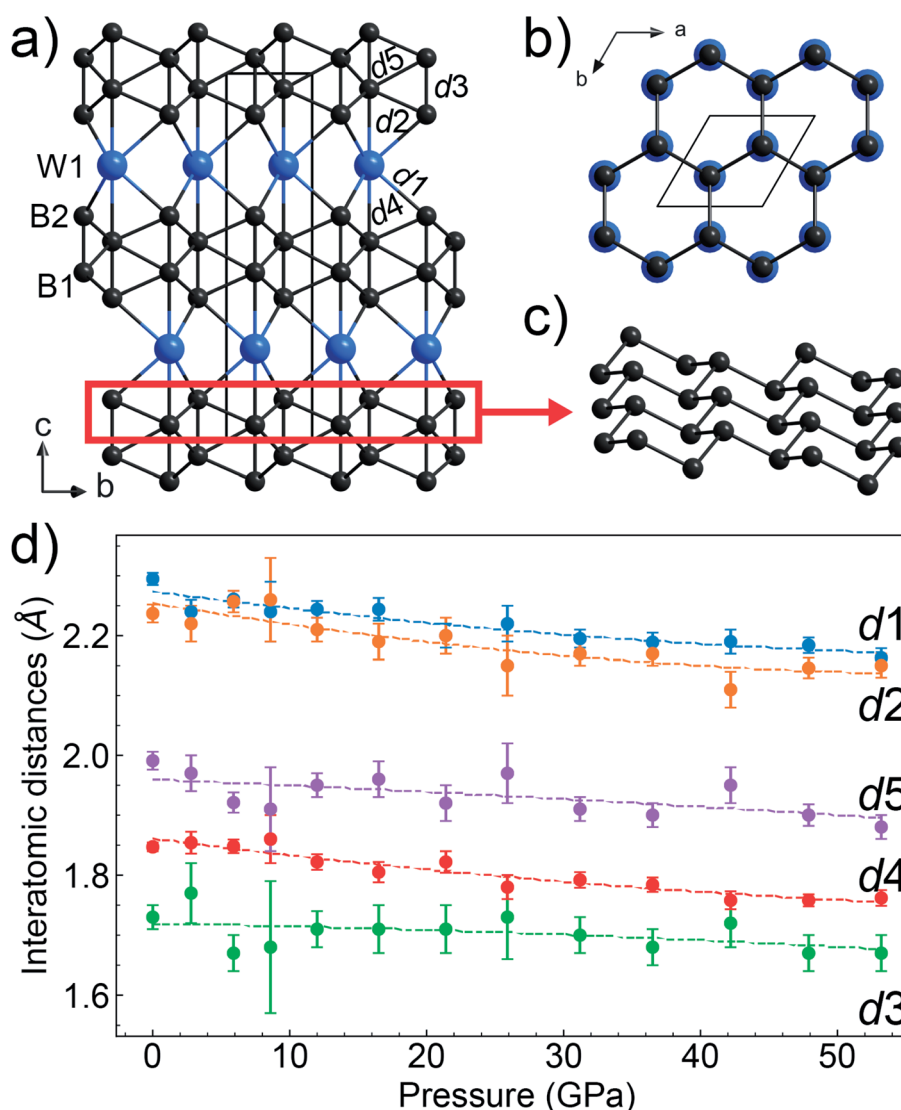 a)
d5
d3
d2
W1
d1
B2
d4
B1
c
b
b)
a
b
c)
d)
Interatomic distances (Å)
2.2
2.0
1.8
1.6
d1
d2
d5
d4
d3
0 10 20 30 40 50
Pressure (GPa)